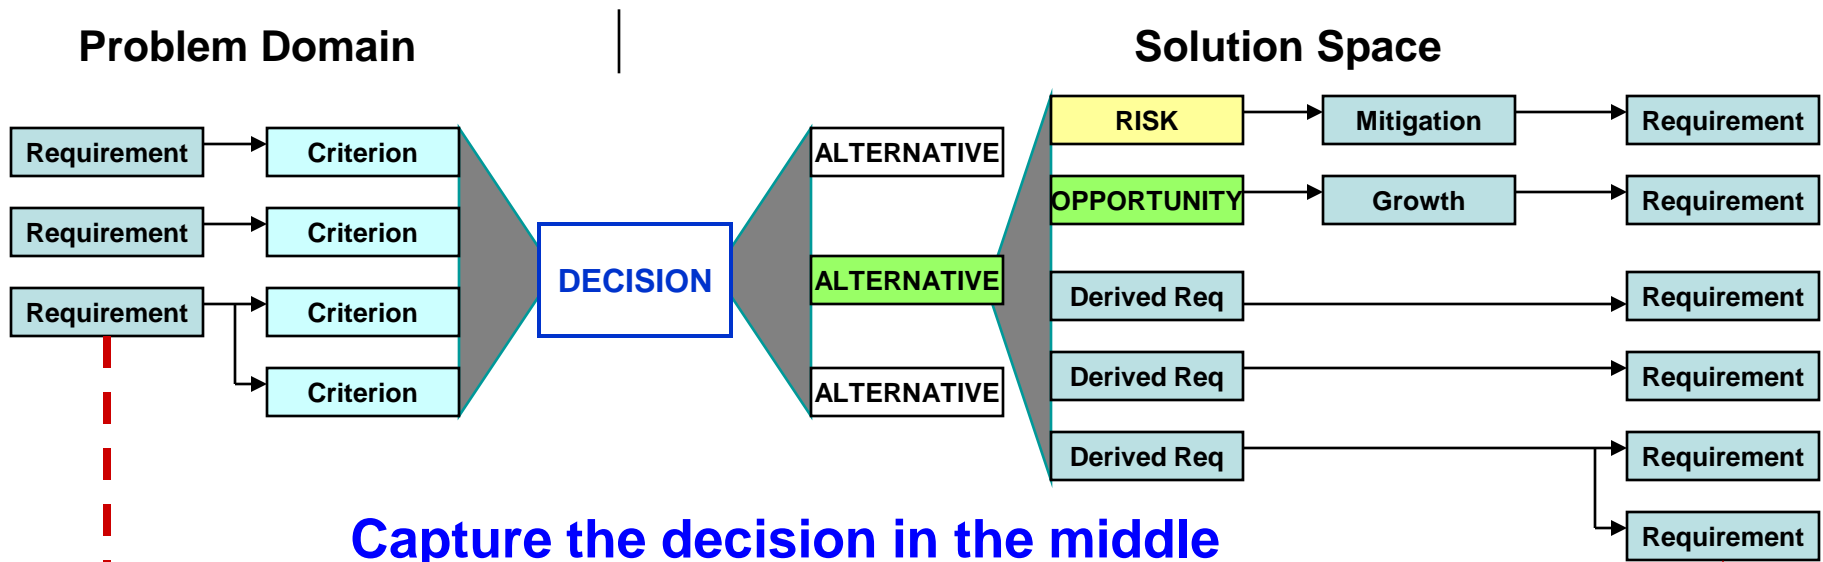 Problem Domain
Solution Space
Requirement
Criterion
Requirement
Criterion
Requirement
Criterion
Criterion
DECISION
ALTERNATIVE
ALTERNATIVE
ALTERNATIVE
RISK
Mitigation
Requirement
OPPORTUNITY
Growth
Requirement
Derived Req
Requirement
Derived Req
Requirement
Derived Req
Requirement
Requirement
Capture the decision in the middle